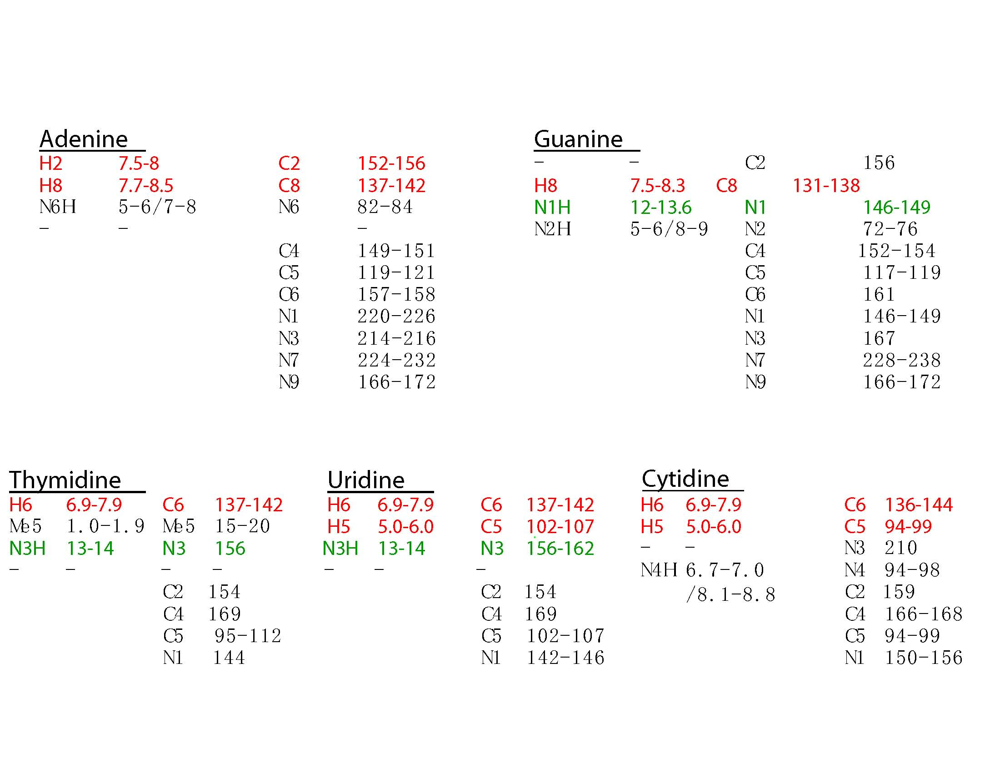 Adenine
H2 7.5-8 C2 152-156
H8 7.7-8.5 C8 137-142
N6H 5-6/7-8 N6 82-84
- - -
C4 149-151
C5 119-121
C6 157-158
N1 220-226
N3 214-216
N7 224-232
N9 166-172
Guanine
- - C2 156
H8 7.5-8.3 C8 131-138
N1H 12-13.6 N1 146-149
N2H 5-6/8-9 N2 72-76
C4 152-154
C5 117-119
C6 161
N1 146-149
N3 167
N7 228-238
N9 166-172
Thymidine
H6 6.9-7.9 C6 137-142
Me5 1.0-1.9 Me5 15-20
N3H 13-14 N3 156
- - - -
C2 154
C4 169
C5 95-112
N1 144
Uridine
H6 6.9-7.9 C6 137-142
H5 5.0-6.0 C5 102-107
N3H 13-14 N3 156-162
- - -
C2 154
C4 169
C5 102-107
N1 142-146
Cytidine
H6 6.9-7.9 C6 136-144
H5 5.0-6.0 C5 94-99
- - N3 210
N4H 6.7-7.0 N4 94-98
/8.1-8.8 C2 159
C4 166-168
C5 94-99
N1 150-156